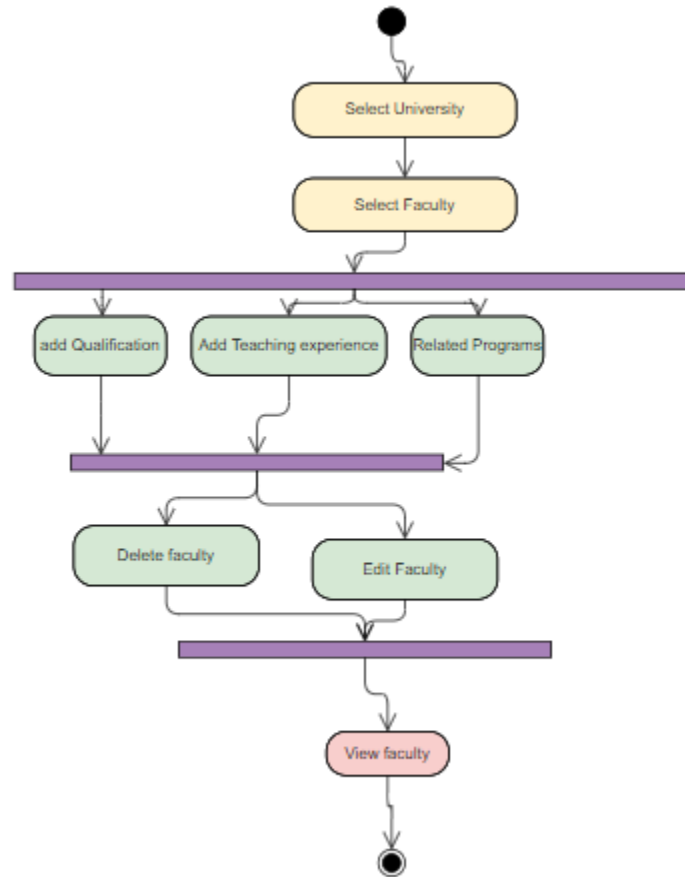 Select University
Select Faculty
add Qualification
Add Teaching experience
Related Programs
Delete faculty
Edit Faculty
View faculty